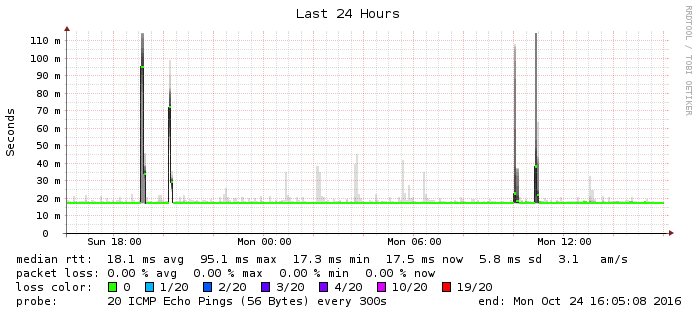 Last 24 Hours
RRDTOOL / TOBI OETIKER
Seconds
110 m
100 m
90 m
80 m
70 m
60 m
50 m
40 m
30 m
20 m
10 m
0
Sun 18:00 Mon 00:00 Mon 06:00 Mon 12:00
median rtt: 18.1 ms avg 95.1 ms max 17.3 ms min 17.5 ms now 5.8 ms sd 3.1 am/s
packet loss: 0.00 % avg 0.00 % max 0.00 % min 0.00 % now
loss color: 0 1/20 2/20 3/20 4/20 10/20 19/20
probe: 20 ICMP Echo Pings (56 Bytes) every 300s end: Mon Oct 24 16:05:08 2016